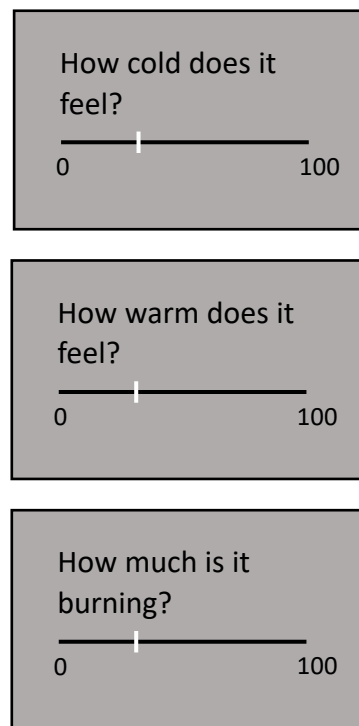 How cold does it
feel?
0 100
How warm does it
feel?
0 100
How much is it
burning?
0 100